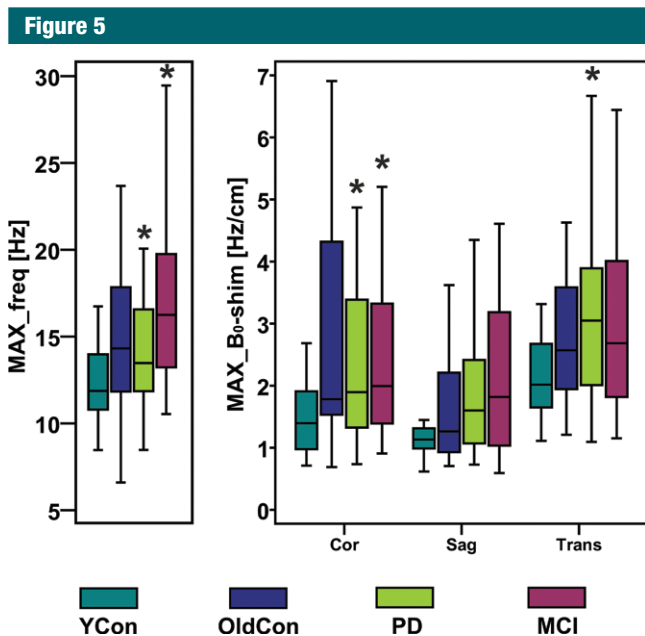 Figure 5
MAX_freq [Hz]
30
25
20
15
10
5
* *
MAX_B₀-shim [Hz/cm]
7
6
5
4
3
2
1
0
* * *
Cor Sag Trans
YCon OldCon PD MCI